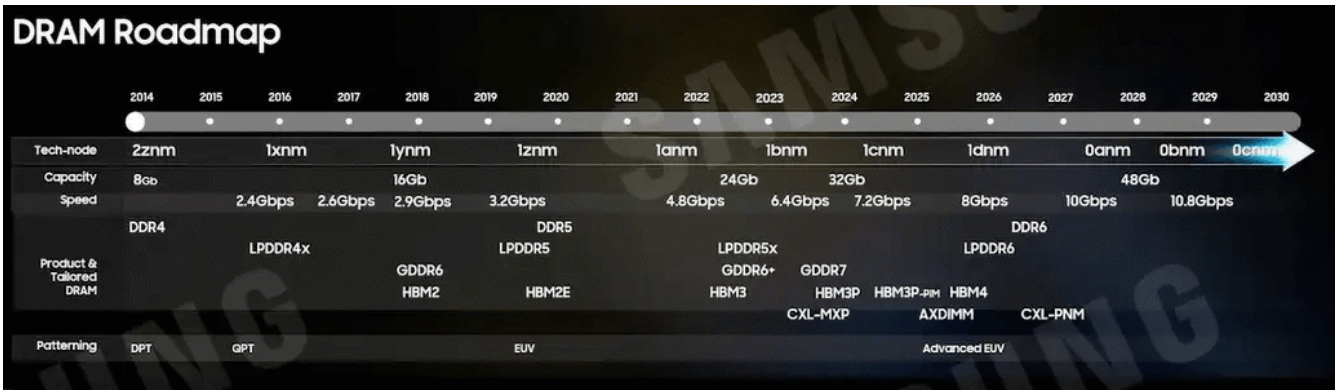 DRAM Roadmap
SAMSUNG
2014 2015 2016 2017 2018 2019 2020 2021 2022 2023 2024 2025 2026 2027 2028 2029 2030
Tech-node 2znm 1xnm 1ynm 1znm 1anm 1bnm 1cnm 1dnm 0anm 0bnm 0cnm
Capacity 8Gb 16Gb 24Gb 32Gb 48Gb
Speed 2.4Gbps 2.6Gbps 2.9Gbps 3.2Gbps 4.8Gbps 6.4Gbps 7.2Gbps 8Gbps 10Gbps 10.8Gbps
DDR4 DDR5 DDR6
LPDDR4x LPDDR5 LPDDR5x LPDDR6
Product &
Tailored
DRAM
GDDR6 GDDR6+ GDDR7
HBM2 HBM2E HBM3 HBM3P HBM3P-PIM HBM4
CXL-MXP AXDIMM CXL-PNM
Patterning DPT QPT EUV Advanced EUV